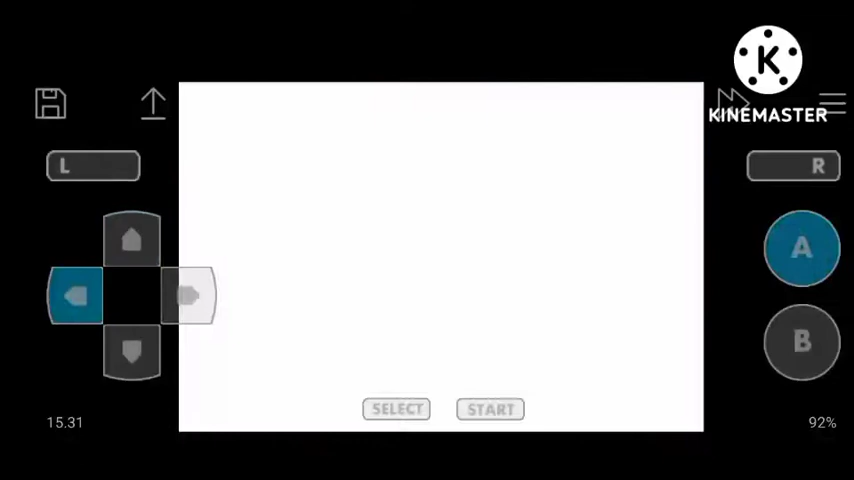 K
KINEMASTER
L
R
A
B
SELECT
START
15.31
92%